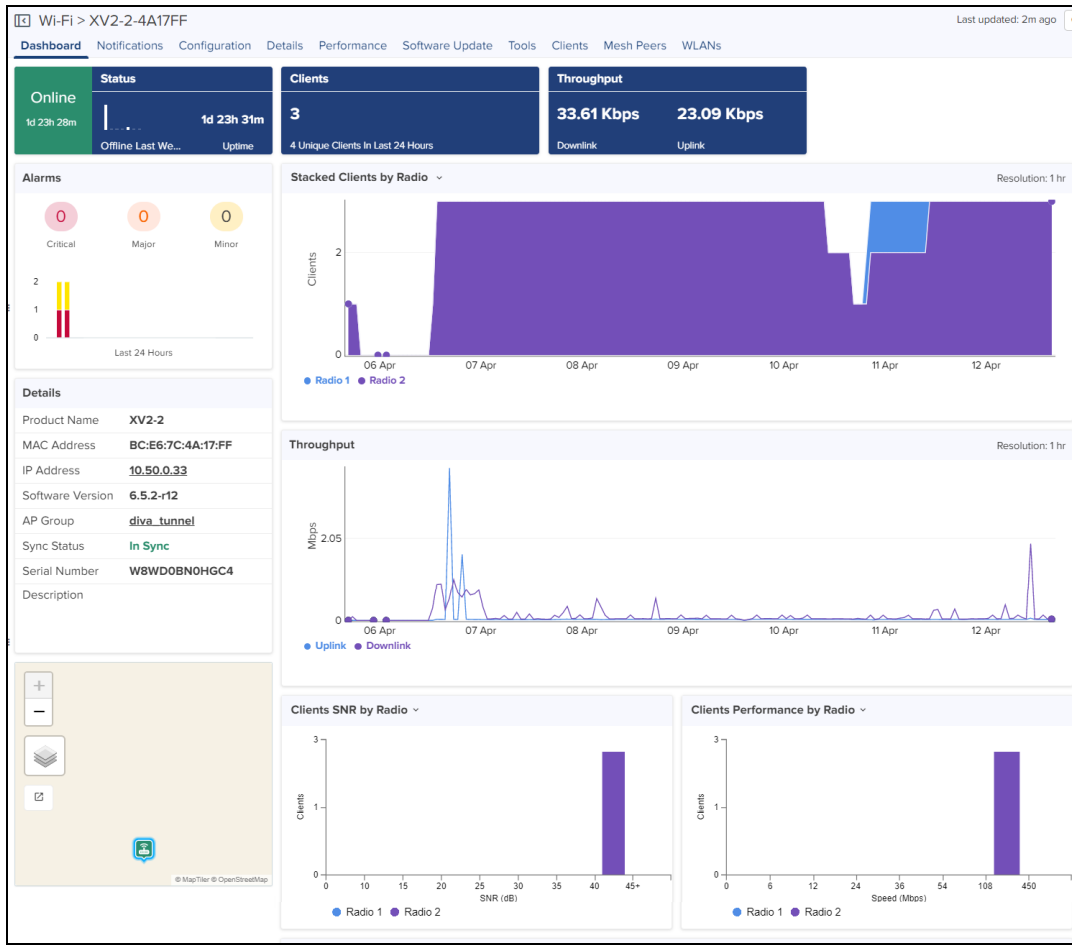 Wi-Fi > XV2-2-4A17FF
Last updated: 2m ago
Dashboard Notifications Configuration Details Performance Software Update Tools Clients Mesh Peers WLANs
Online
1d 23h 28m
Status
1d 23h 31m
Offline Last We... Uptime
Clients
3
4 Unique Clients In Last 24 Hours
Throughput
33.61 Kbps 23.09 Kbps
Downlink Uplink
Alarms
0 0 0
Critical Major Minor
2
1
0
Last 24 Hours
Stacked Clients by Radio
Resolution: 1 hr
Clients
2
0
06 Apr 07 Apr 08 Apr 09 Apr 10 Apr 11 Apr 12 Apr
Radio 1 Radio 2
Details
Product Name XV2-2
MAC Address BC:E6:7C:4A:17:FF
IP Address 10.50.0.33
Software Version 6.5.2-r12
AP Group diva_tunnel
Sync Status In Sync
Serial Number W8WD0BN0HGC4
Description
Throughput
Resolution: 1 hr
Mbps
2.05
0
06 Apr 07 Apr 08 Apr 09 Apr 10 Apr 11 Apr 12 Apr
Uplink Downlink
+
−
© MapTiler © OpenStreetMap
Clients SNR by Radio
Clients
3
1
0
0 10 15 20 25 30 35 40 45+
SNR (dB)
Radio 1 Radio 2
Clients Performance by Radio
Clients
3
1
0
0 6 12 24 36 54 108 450
Speed (Mbps)
Radio 1 Radio 2